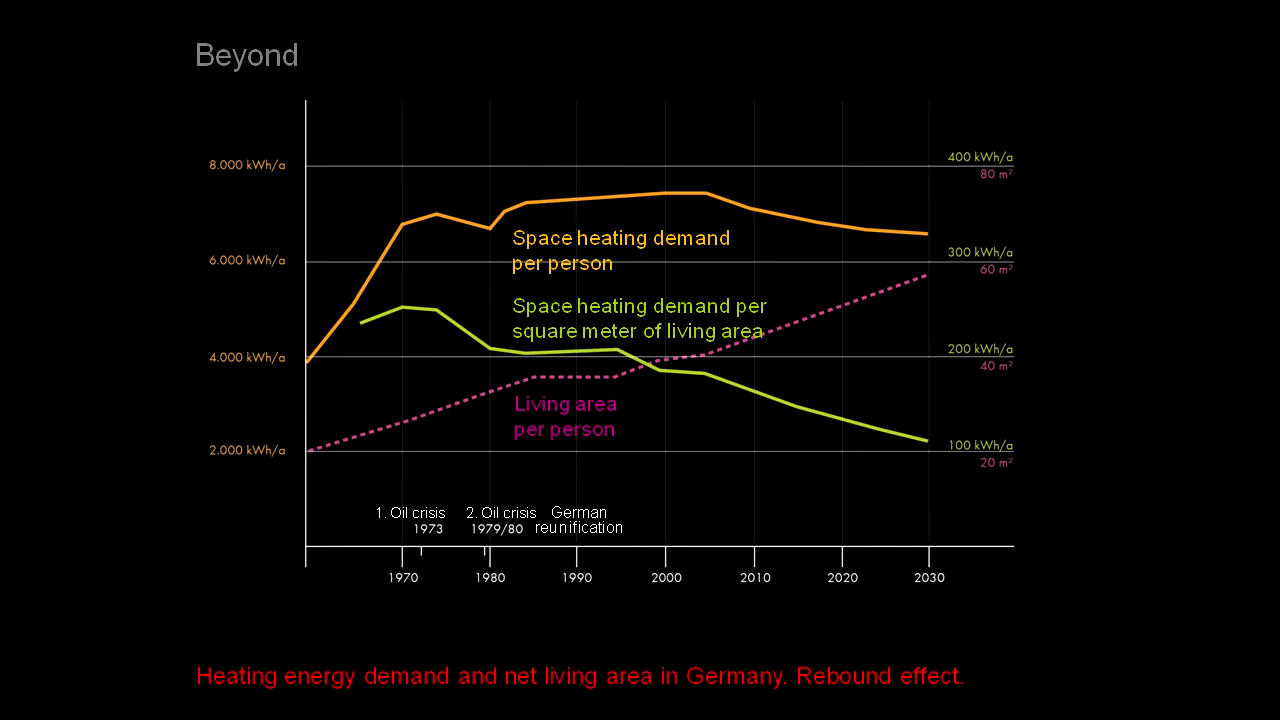 Beyond
8.000 kWh/a
400 kWh/a
80 m²
Space heating demand
per person
6.000 kWh/a
300 kWh/a
60 m²
Space heating demand per
square meter of living area
4.000 kWh/a
200 kWh/a
40 m²
Living area
per person
2.000 kWh/a
100 kWh/a
20 m²
1. Oil crisis
1973
2. Oil crisis
1979/80
German
reunification
1970 1980 1990 2000 2010 2020 2030
Heating energy demand and net living area in Germany. Rebound effect.